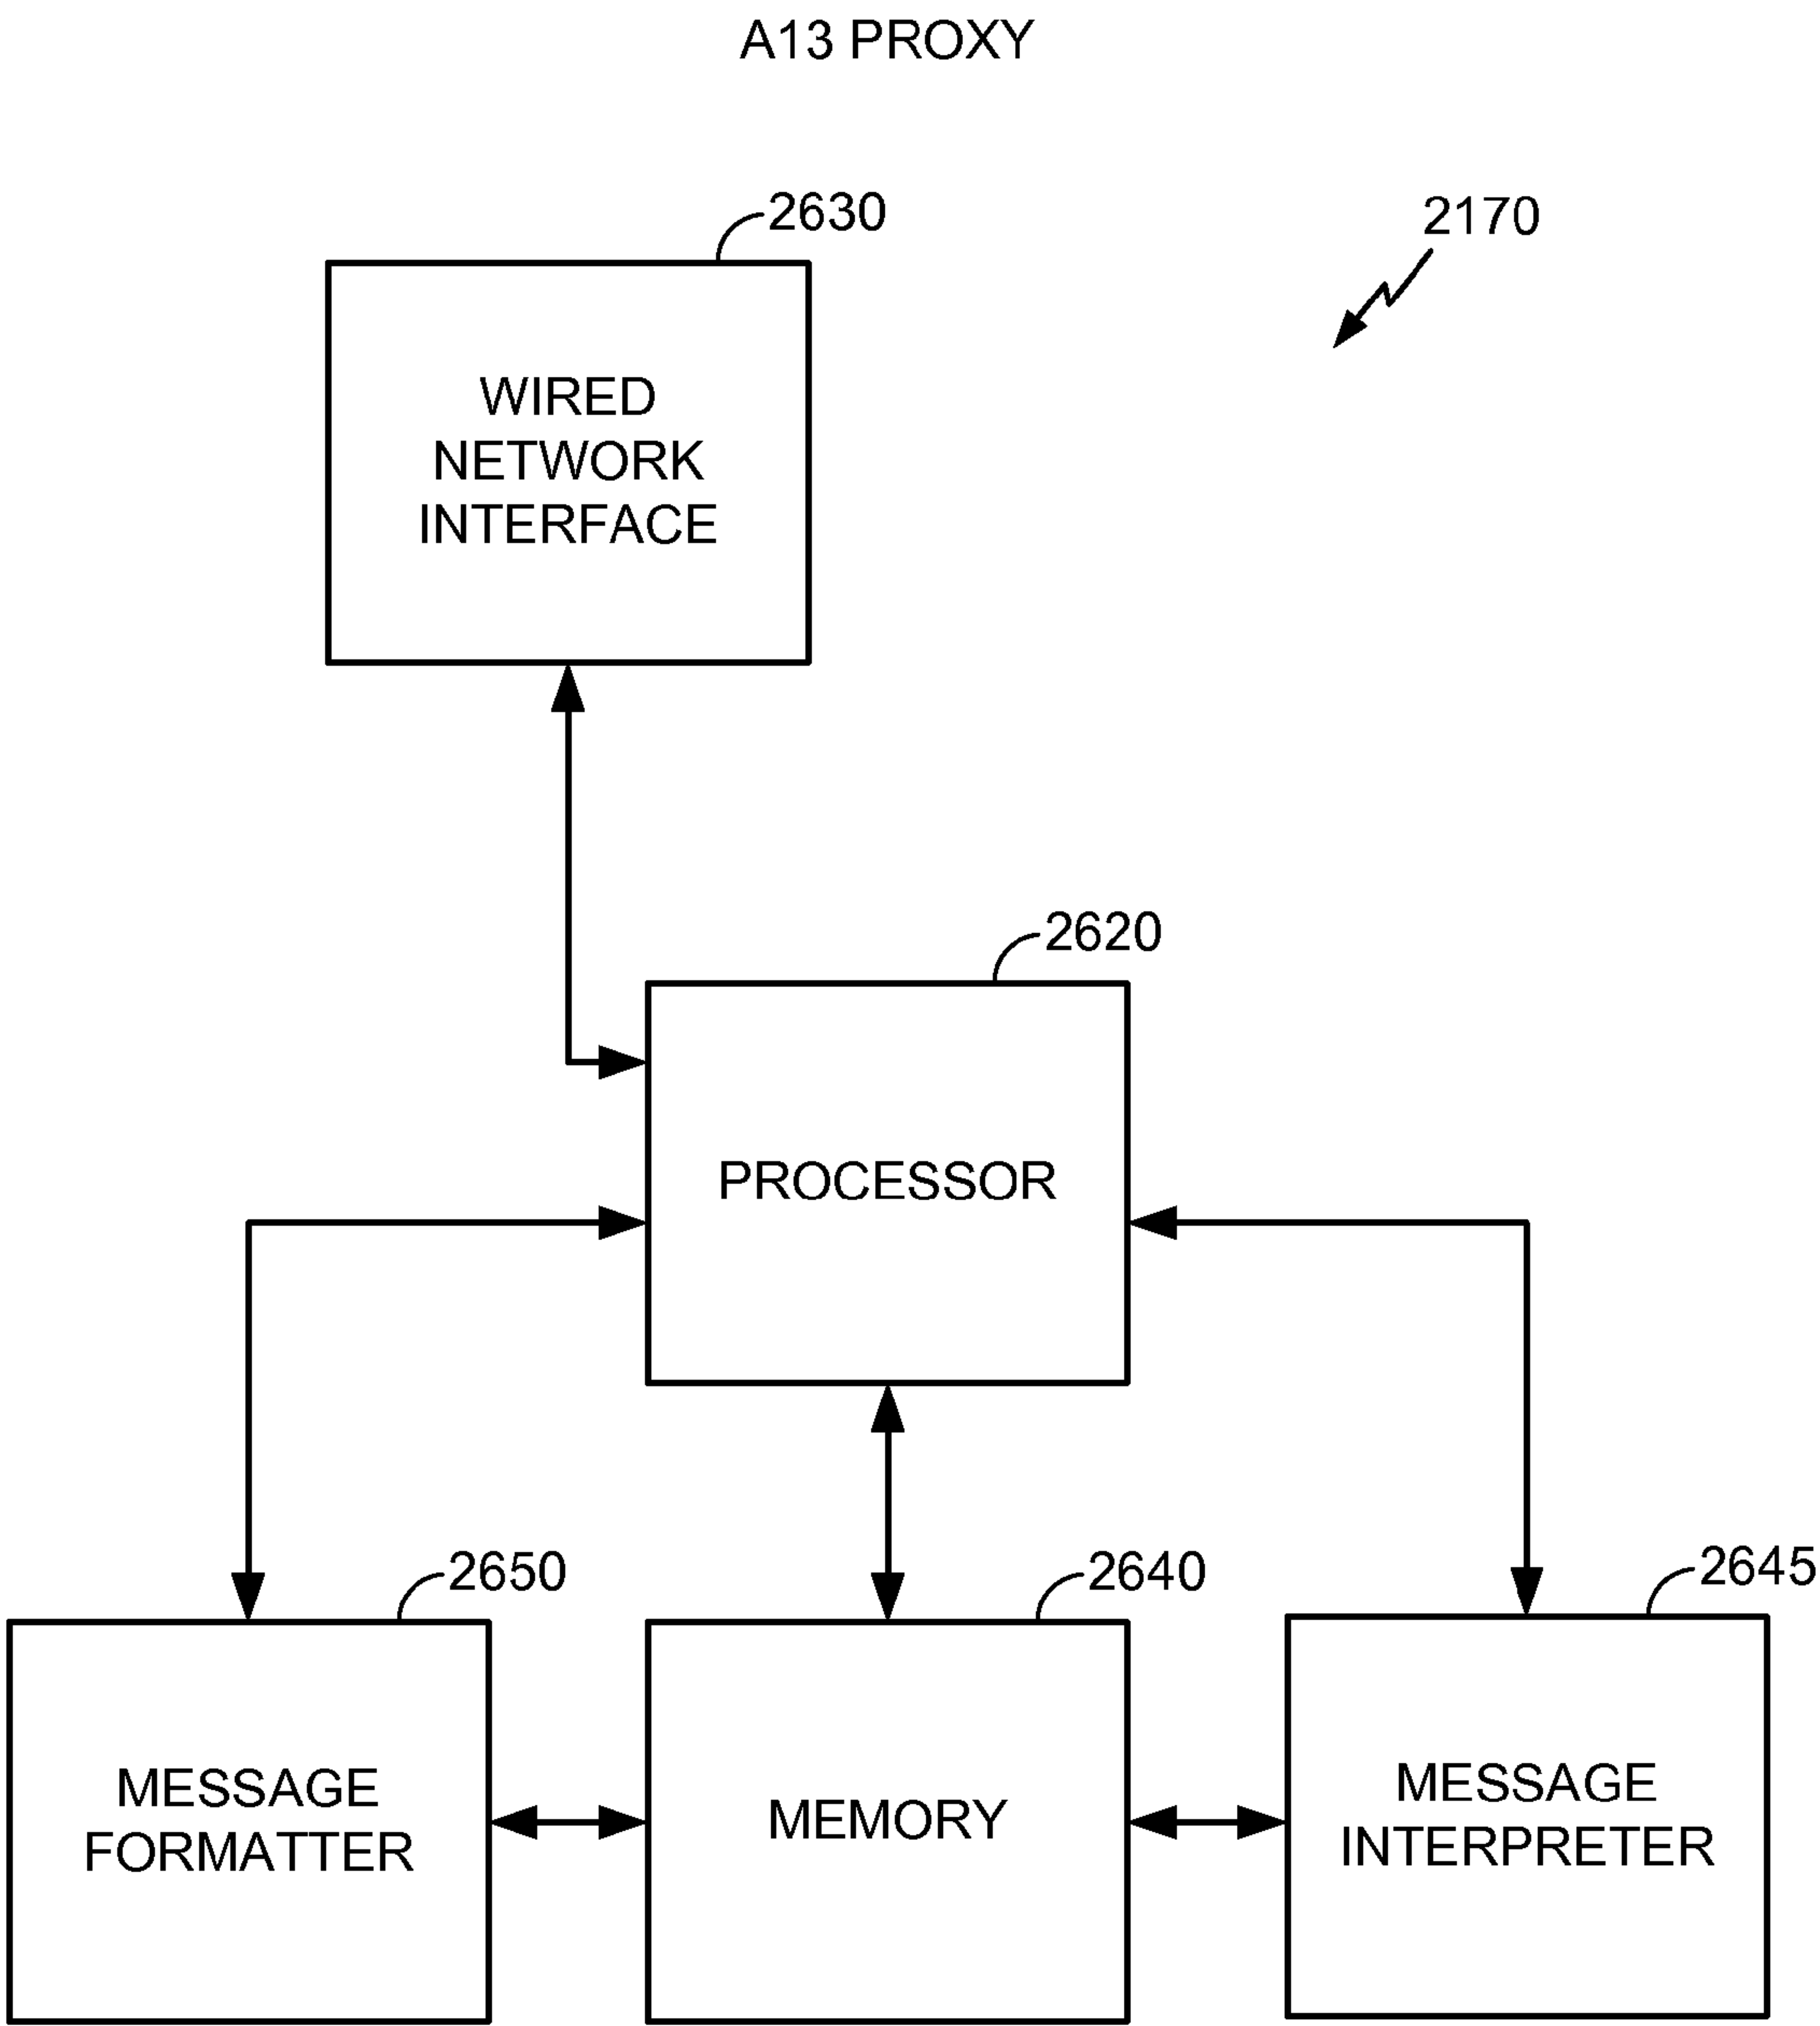 A13 PROXY
2630
2170
WIRED
NETWORK
INTERFACE
2620
PROCESSOR
2650
2640
2645
MESSAGE
FORMATTER
MEMORY
MESSAGE
INTERPRETER